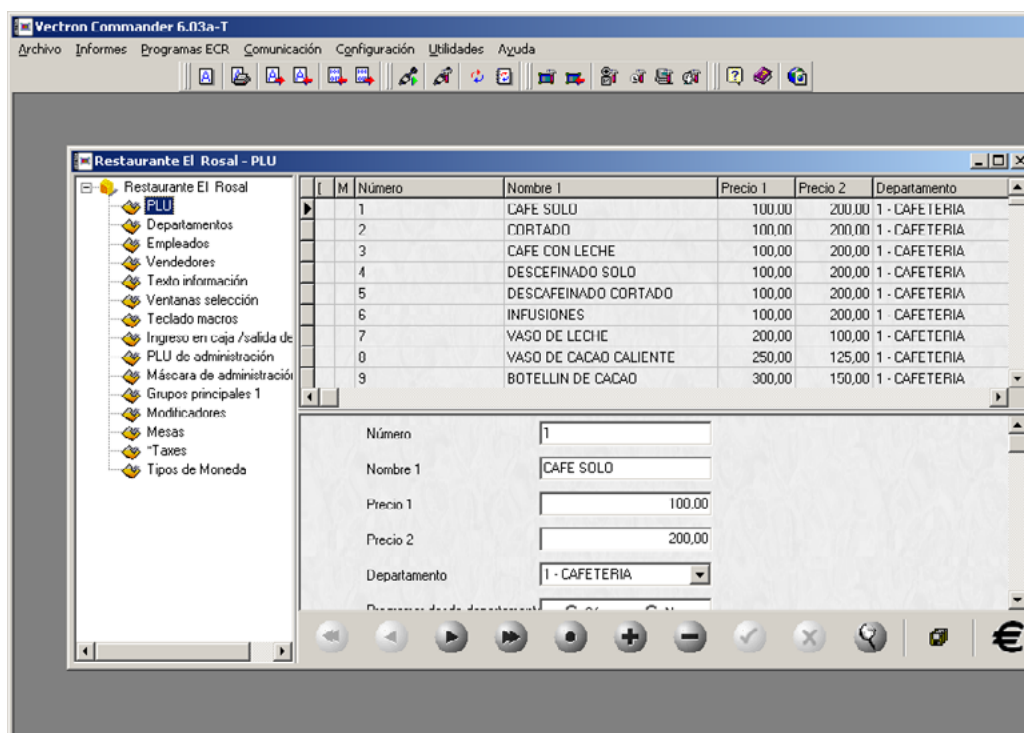 Vectron Commander 6.03a-T
Archivo Informes Programas ECR Comunicación Configuración Utilidades Ayuda
Restaurante El Rosal - PLU
Restaurante El Rosal
PLU
Departamentos
Empleados
Vendedores
Texto información
Ventanas selección
Teclado macros
Ingreso en caja /salida de
PLU de administración
Máscara de administració
Grupos principales 1
Modificadores
Mesas
"Taxes
Tipos de Moneda
[ M Número Nombre 1 Precio 1 Precio 2 Departamento
1 CAFE SOLO 100,00 200,00 1 - CAFETERIA
2 CORTADO 100,00 200,00 1 - CAFETERIA
3 CAFE CON LECHE 100,00 200,00 1 - CAFETERIA
4 DESCEFINADO SOLO 100,00 200,00 1 - CAFETERIA
5 DESCAFEINADO CORTADO 100,00 200,00 1 - CAFETERIA
6 INFUSIONES 100,00 200,00 1 - CAFETERIA
7 VASO DE LECHE 200,00 100,00 1 - CAFETERIA
8 VASO DE CACAO CALIENTE 250,00 125,00 1 - CAFETERIA
9 BOTELLIN DE CACAO 300,00 150,00 1 - CAFETERIA
Número 1
Nombre 1 CAFE SOLO
Precio 1 100,00
Precio 2 200,00
Departamento 1 - CAFETERIA
€